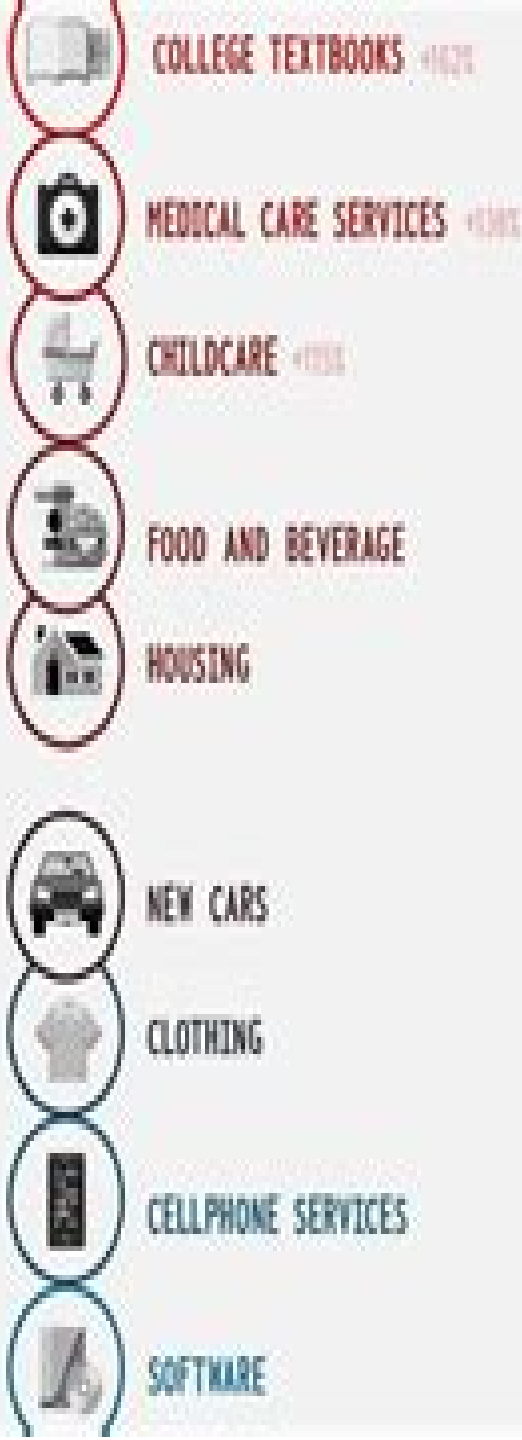 COLLEGE TEXTBOOKS
MEDICAL CARE SERVICES
CHILDCARE
FOOD AND BEVERAGE
HOUSING
NEW CARS
CLOTHING
CELLPHONE SERVICES
SOFTWARE